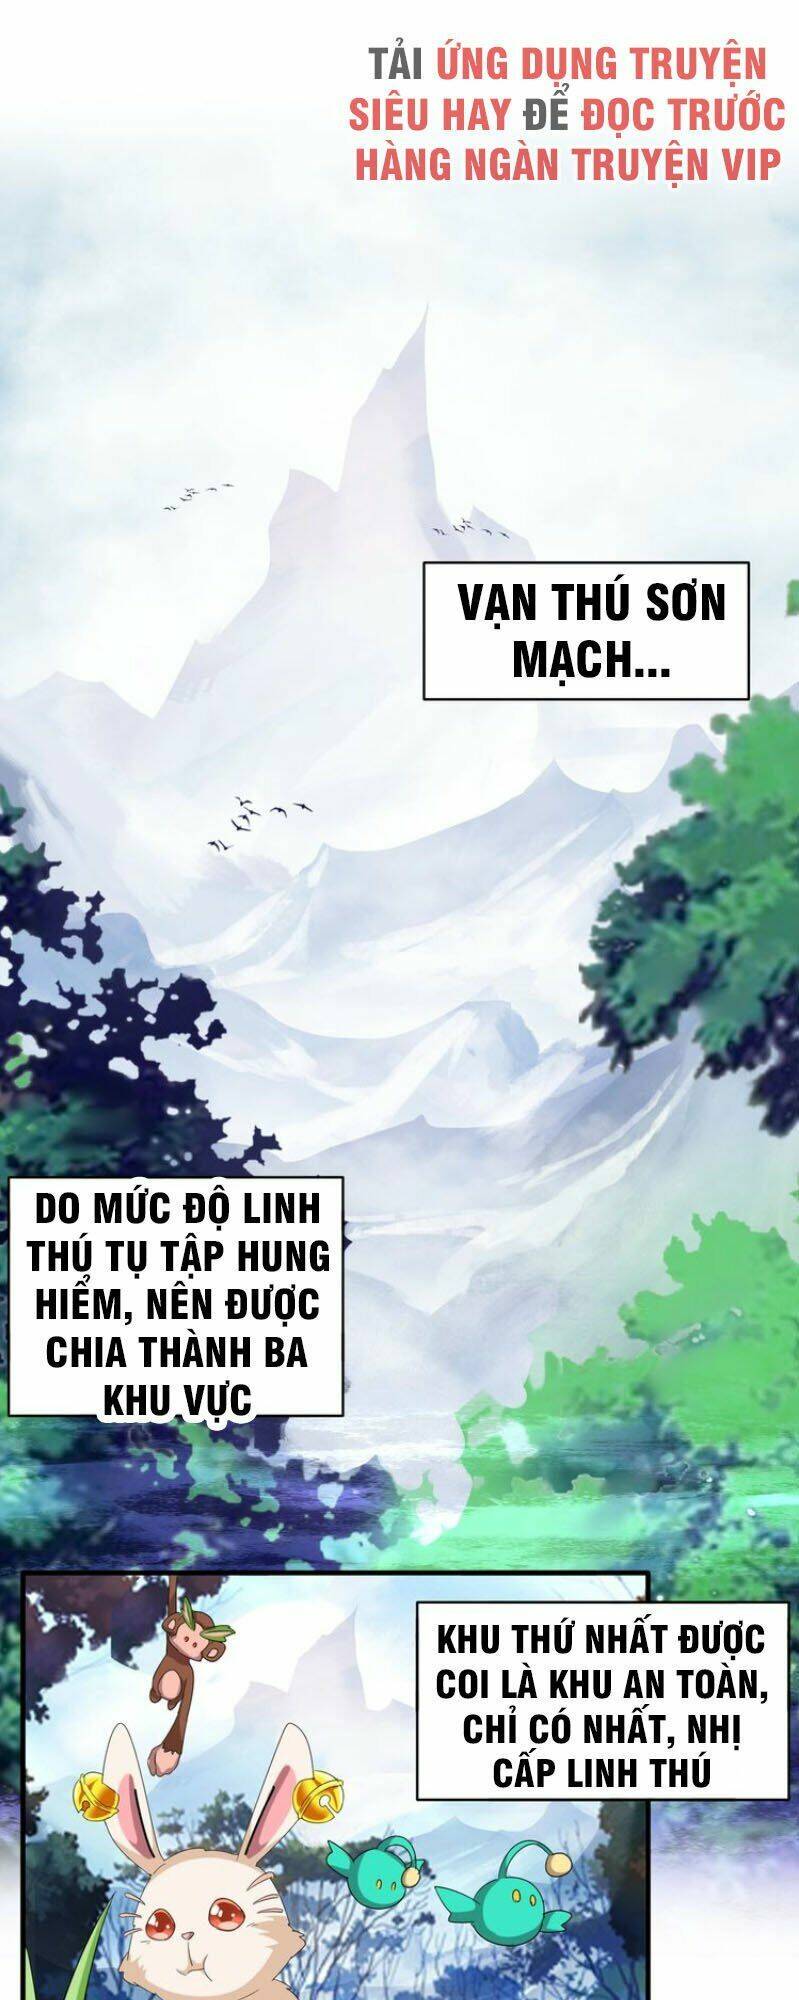 TẢI ỨNG DỤNG TRUYỆN
SIÊU HAY ĐỂ ĐỌC TRƯỚC
HÀNG NGÀN TRUYỆN VIP
VẠN THÚ SƠN
MẠCH...
DO MỨC ĐỘ LINH
THÚ TỤ TẬP HUNG
HIỂM, NÊN ĐƯỢC
CHIA THÀNH BA
KHU VỰC
KHU THỨ NHẤT ĐƯỢC
COI LÀ KHU AN TOÀN,
CHỈ CÓ NHẤT, NHỊ
CẤP LINH THÚ